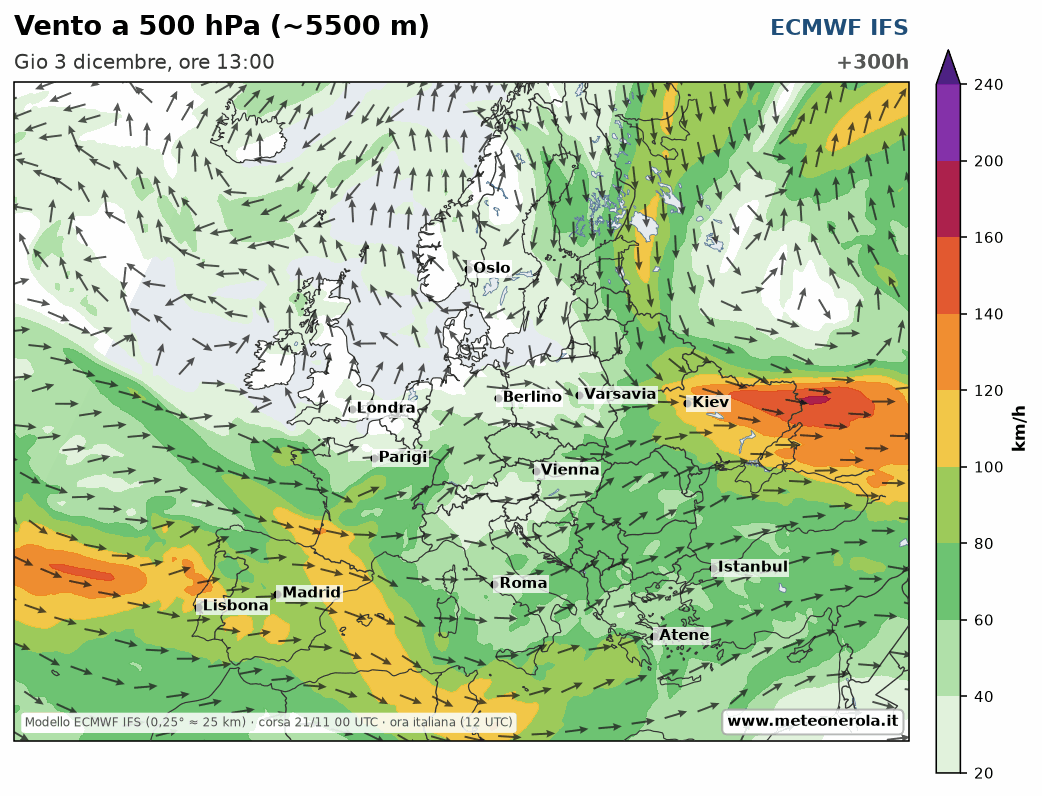 Vento a 500 hPa (~5500 m)
ECMWF IFS
Gio 3 dicembre, ore 13:00
+300h
240
200
160
140
120
100
80
60
40
20
km/h
Oslo
Berlino
Varsavia
Kiev
Londra
Parigi
Vienna
Istanbul
Roma
Madrid
Lisbona
Atene
Modello ECMWF IFS (0,25° ≈ 25 km) · corsa 21/11 00 UTC · ora italiana (12 UTC)
www.meteonerola.it